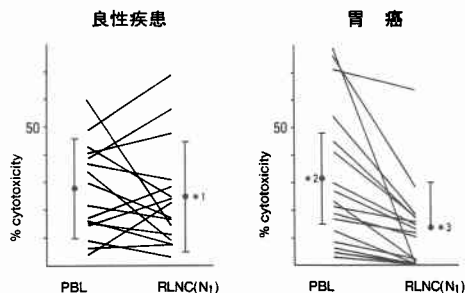 良性疾患
胃 癌
% cytotoxicity
50
*1
PBL
RLNC(N₁)
% cytotoxicity
50
*2
*3
PBL
RLNC(N₁)